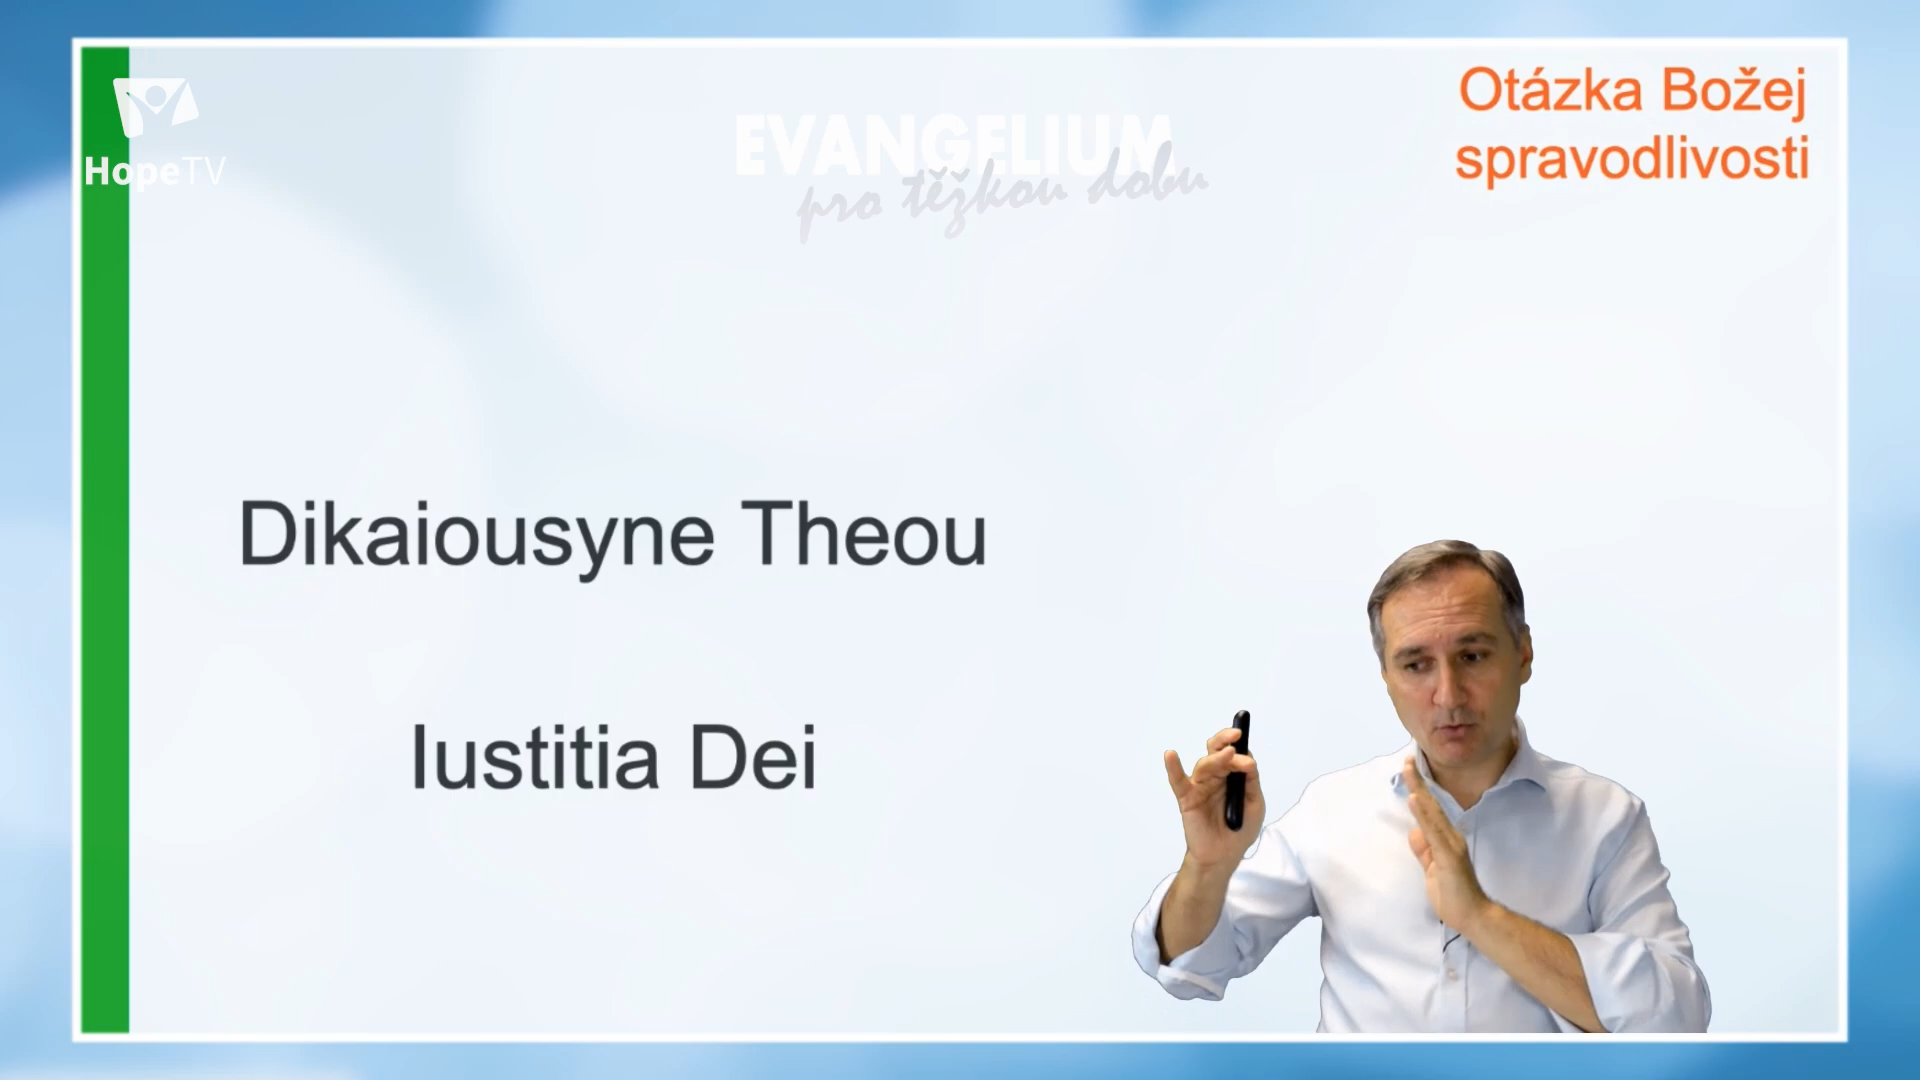 HopeTV
EVANGELIUM
pro těžkou dobu
Otázka Božej
spravodlivosti
Dikaiousyne Theou
Iustitia Dei